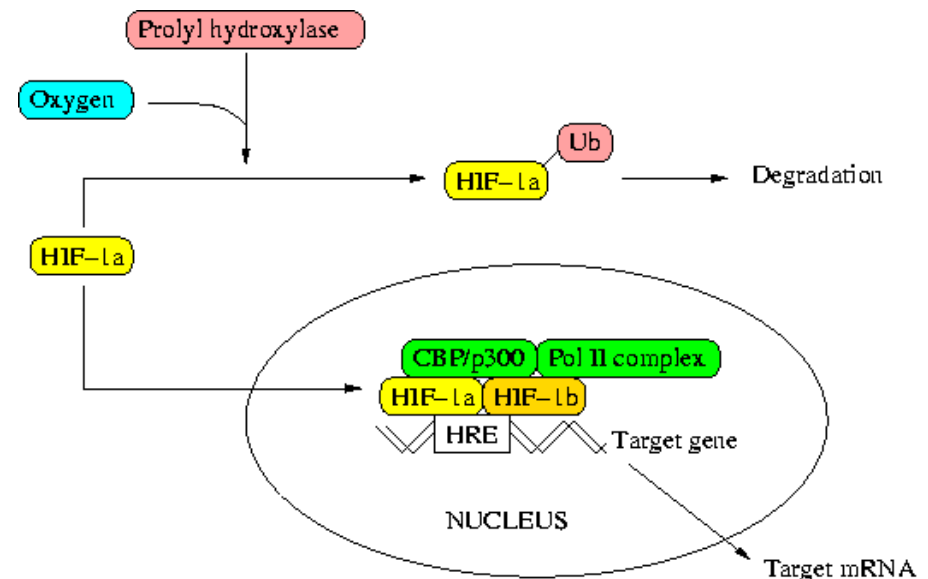 Prolyl hydroxylase
Oxygen
Ub
HIF-1a
Degradation
HIF-1a
CBP/p300
Pol II complex
HIF-1a
HIF-1b
HRE
Target gene
NUCLEUS
Target mRNA